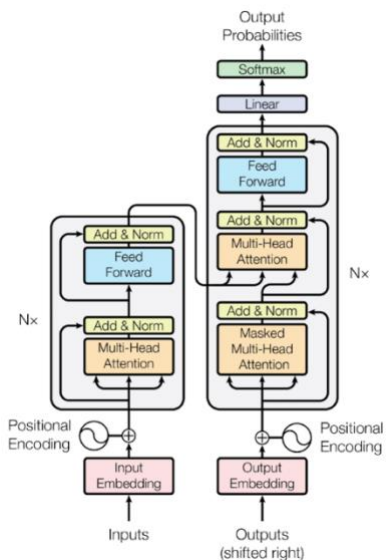 Output
Probabilities
Softmax
Linear
Add & Norm
Feed
Forward
Add & Norm
Multi-Head
Attention
Nx
Add & Norm
Masked
Multi-Head
Attention
Add & Norm
Feed
Forward
Nx
Add & Norm
Multi-Head
Attention
Positional
Encoding
Positional
Encoding
Input
Embedding
Output
Embedding
Inputs
Outputs
(shifted right)